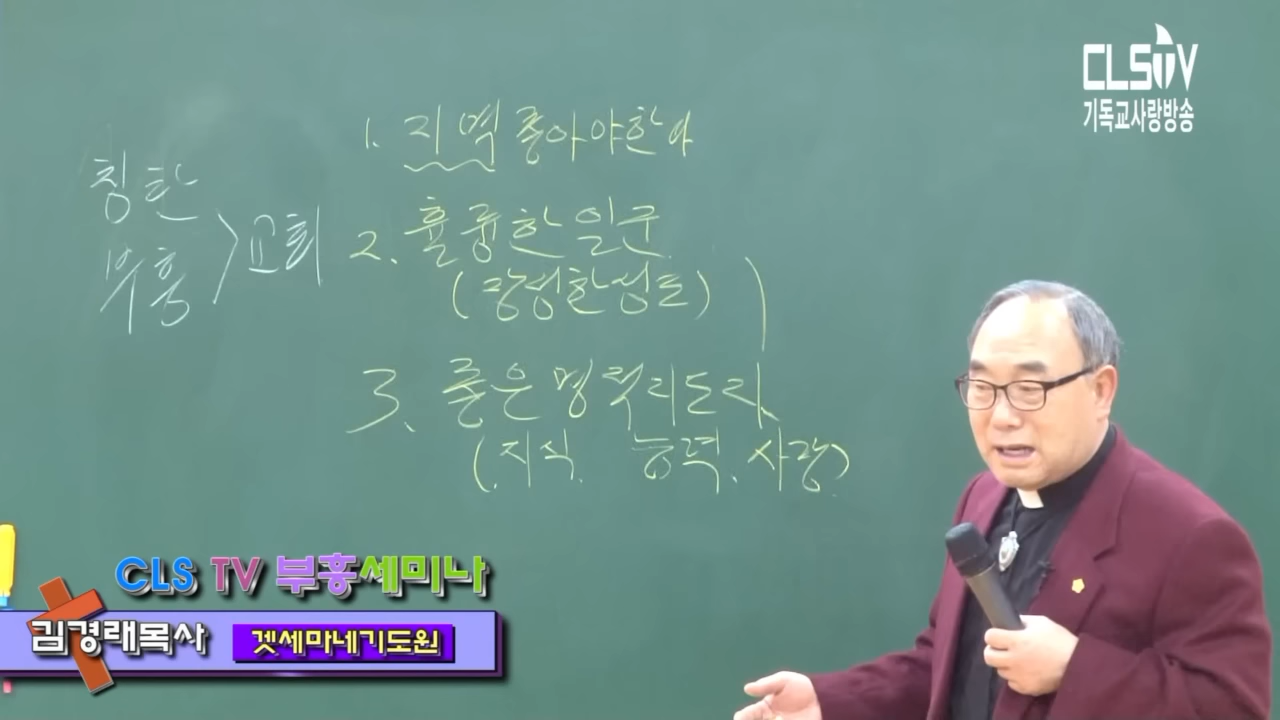 CLSTV
기독교사랑방송
칭찬
부흥 > 교회
1. 지역 좋아야한다
2. 훌륭한 일군
(강성한성도)
3. 좋은 영적리더
(지식. 능력. 사랑)
CLS TV 부흥세미나
김경래목사
겟세마네기도원